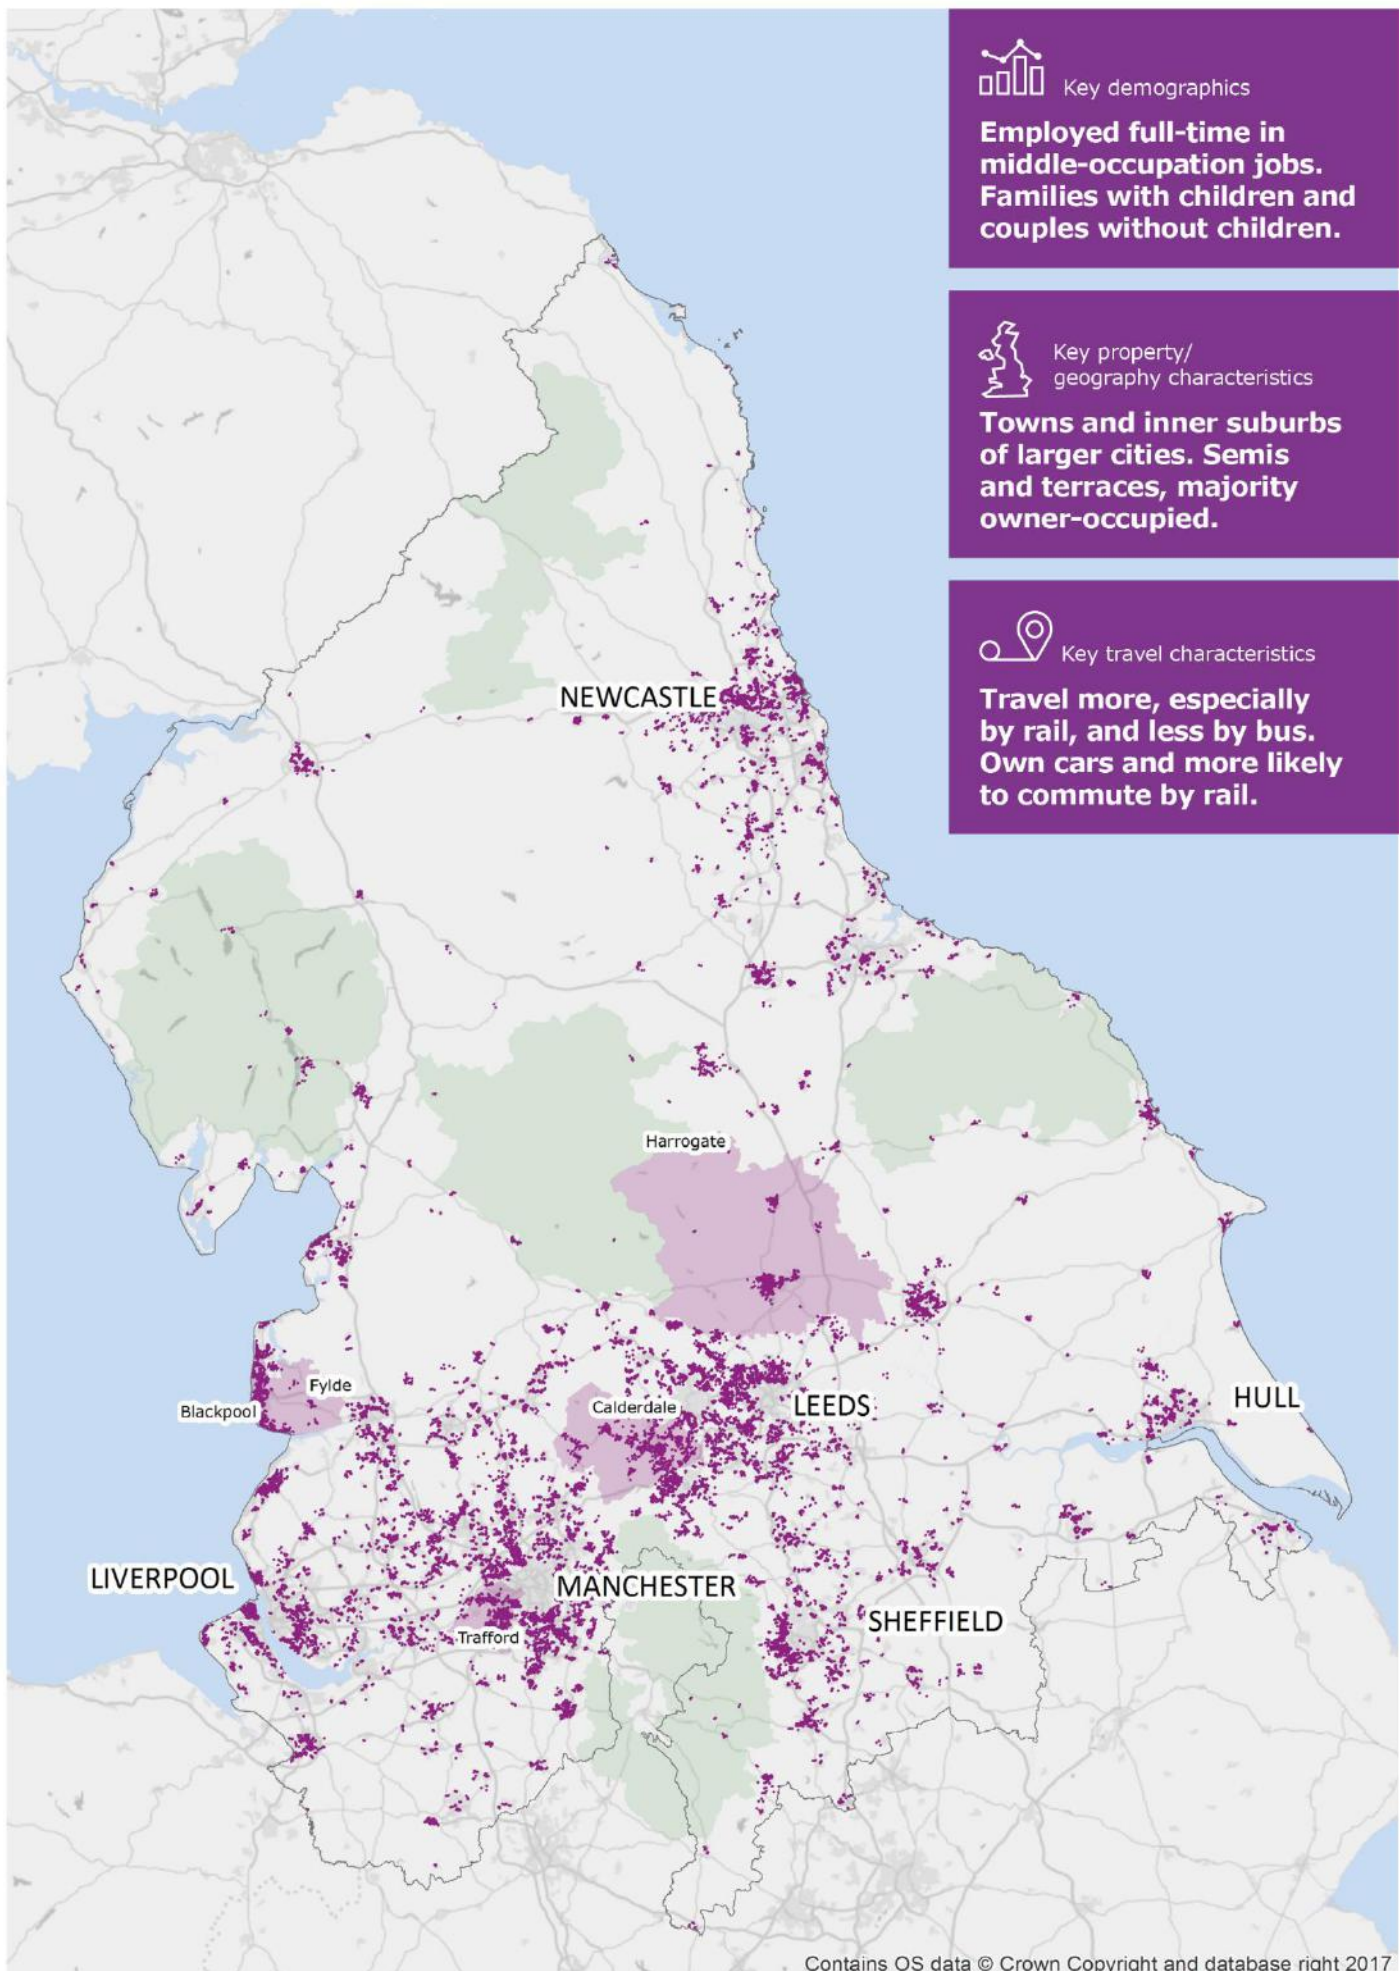 Key demographics
Employed full-time in
middle-occupation jobs.
Families with children and
couples without children.
Key property/
geography characteristics
Towns and inner suburbs
of larger cities. Semis
and terraces, majority
owner-occupied.
Key travel characteristics
Travel more, especially
by rail, and less by bus.
Own cars and more likely
to commute by rail.
NEWCASTLE
Harrogate
Fylde
Blackpool
Calderdale
LEEDS
HULL
LIVERPOOL
MANCHESTER
Trafford
SHEFFIELD
Contains OS data © Crown Copyright and database right 2017